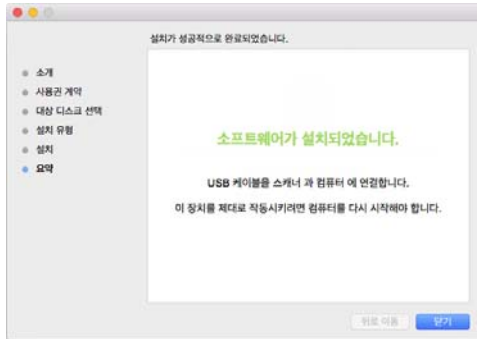 설치가 성공적으로 완료되었습니다.
소개
사용권 계약
대상 디스크 선택
설치 유형
설치
요약
소프트웨어가 설치되었습니다.
USB 케이블을 스캐너 과 컴퓨터 에 연결합니다.
이 장치를 제대로 작동시키려면 컴퓨터를 다시 시작해야 합니다.
뒤로 이동
닫기